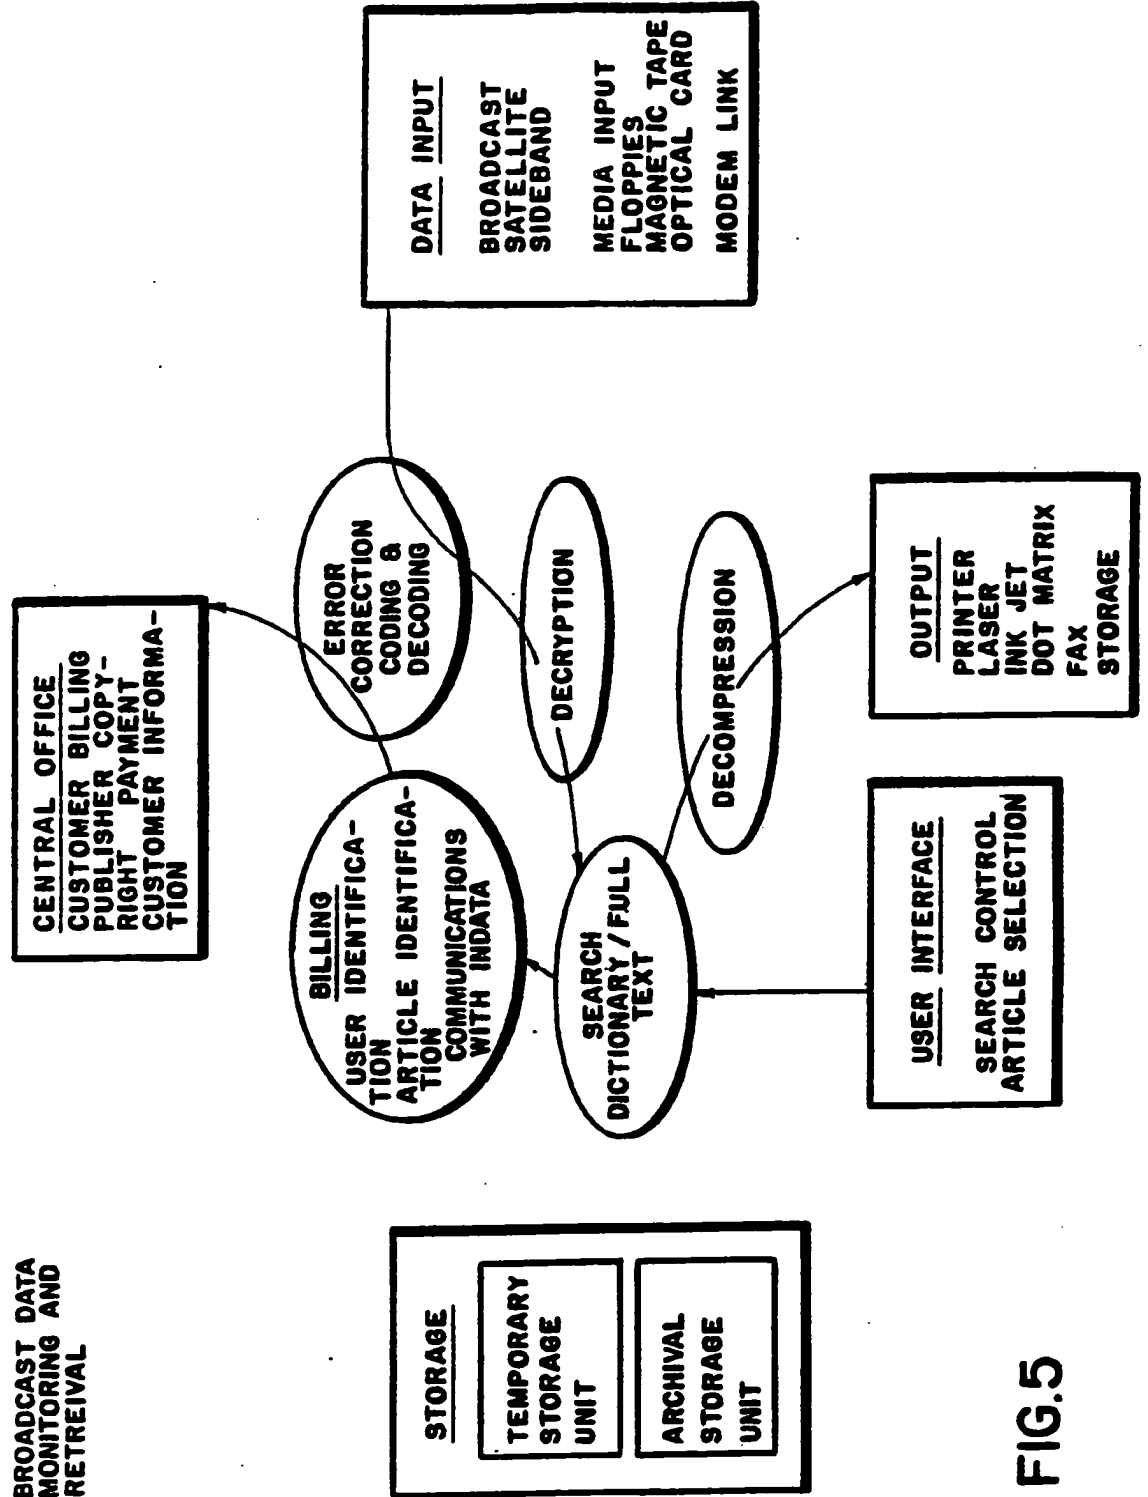 BROADCAST DATA
MONITORING AND
RETREIVAL
CENTRAL OFFICE
CUSTOMER BILLING
PUBLISHER COPY-
RIGHT PAYMENT
CUSTOMER INFORMA-
TION
BILLING
USER IDENTIFICA-
TION
ARTICLE IDENTIFICA-
TION
COMMUNICATIONS
WITH INDATA
ERROR
CORRECTION
CODING &
DECODING
DATA INPUT
BROADCAST
SATELLITE
SIDEBAND
MEDIA INPUT
FLOPPIES
MAGNETIC TAPE
OPTICAL CARD
MODEM LINK
STORAGE
TEMPORARY
STORAGE
UNIT
ARCHIVAL
STORAGE
UNIT
SEARCH
DICTIONARY/FULL
TEXT
DECRYPTION
DECOMPRESSION
USER INTERFACE
SEARCH CONTROL
ARTICLE SELECTION
OUTPUT
PRINTER
LASER
INK JET
DOT MATRIX
FAX
STORAGE
FIG.5